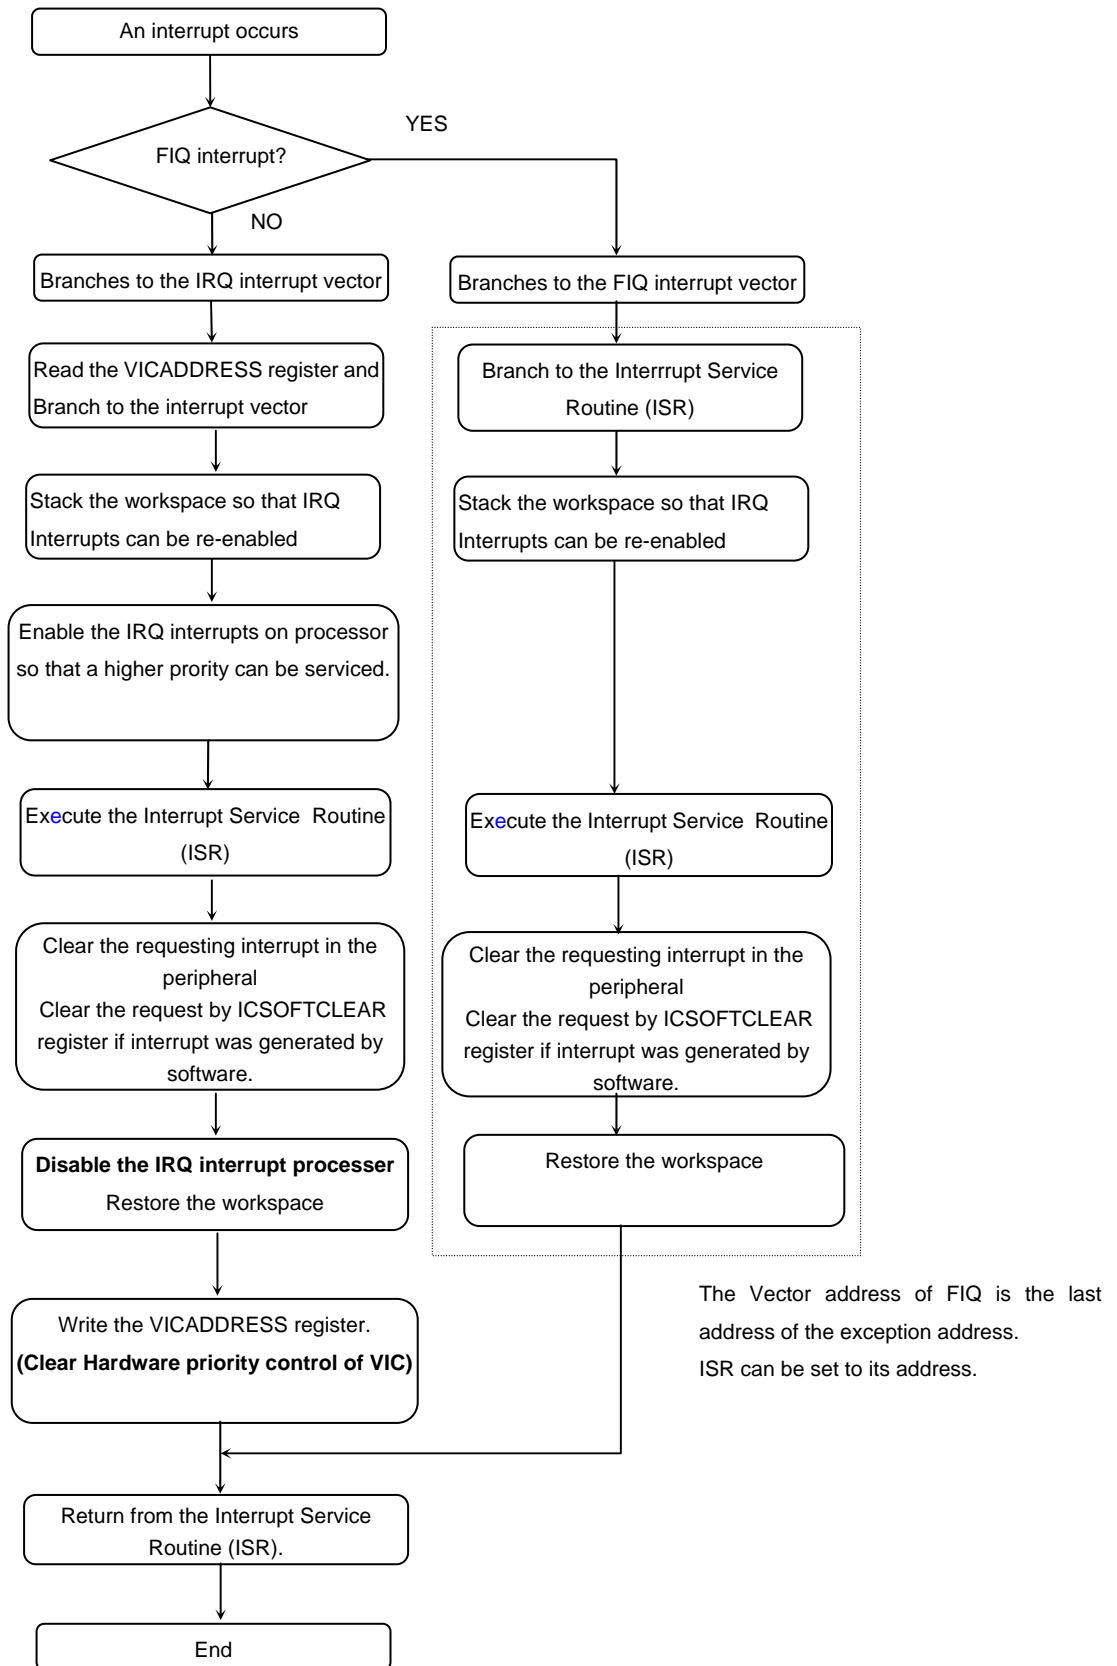 An interrupt occurs
YES
FIQ interrupt?
NO
Branches to the IRQ interrupt vector
Branches to the FIQ interrupt vector
Read the VICADDRESS register and
Branch to the interrupt vector
Branch to the Interrrupt Service
Routine (ISR)
Stack the workspace so that IRQ
Interrupts can be re-enabled
Stack the workspace so that IRQ
Interrupts can be re-enabled
Enable the IRQ interrupts on processor
so that a higher prority can be serviced.
Execute the Interrupt Service Routine
(ISR)
Execute the Interrupt Service Routine
(ISR)
Clear the requesting interrupt in the
peripheral
Clear the request by ICSOFTCLEAR
register if interrupt was generated by
software.
Clear the requesting interrupt in the
peripheral
Clear the request by ICSOFTCLEAR
register if interrupt was generated by
software.
Disable the IRQ interrupt processer
Restore the workspace
Restore the workspace
Write the VICADDRESS register.
(Clear Hardware priority control of VIC)
The Vector address of FIQ is the last
address of the exception address.
ISR can be set to its address.
Return from the Interrupt Service
Routine (ISR).
End